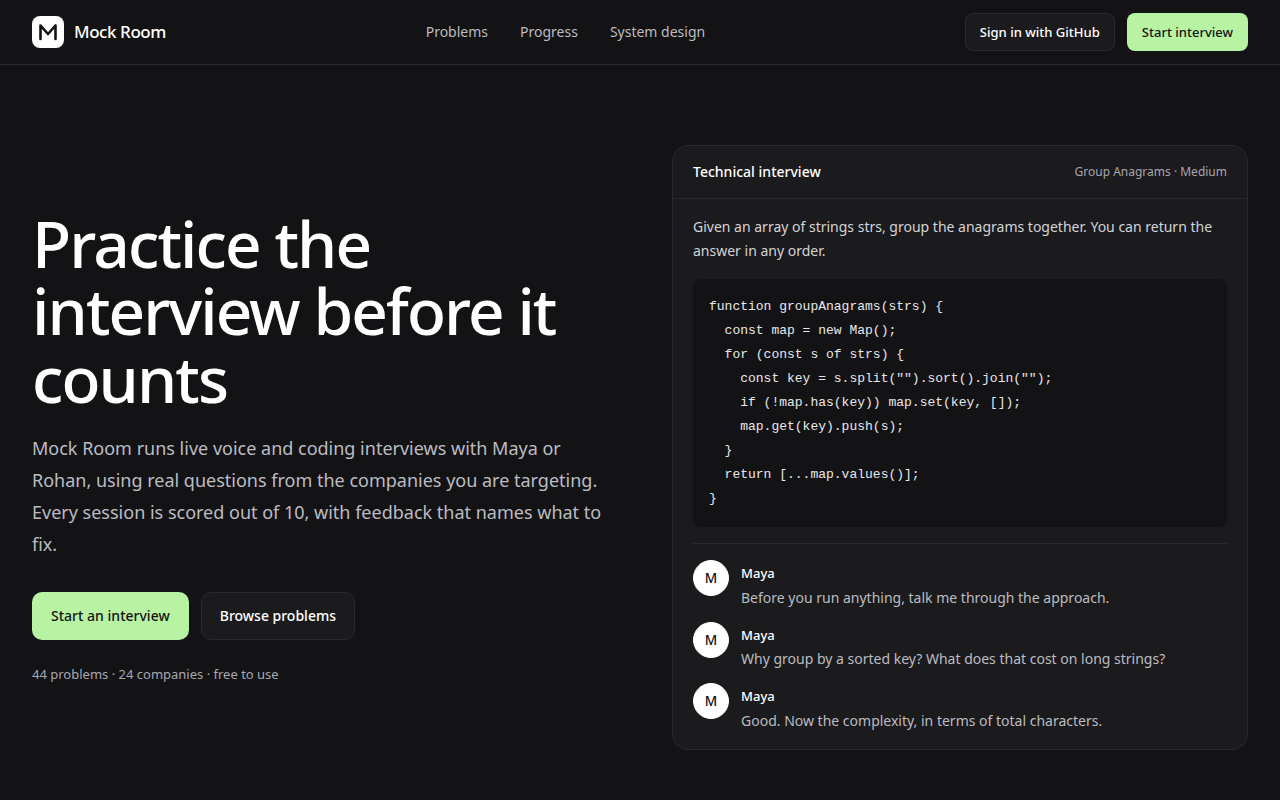 Mock Room
Problems
Progress
System design
Sign in with GitHub
Start interview
Practice the
interview before it
counts
Mock Room runs live voice and coding interviews with Maya or
Rohan, using real questions from the companies you are targeting.
Every session is scored out of 10, with feedback that names what to
fix.
Start an interview
Browse problems
44 problems · 24 companies · free to use
Technical interview
Group Anagrams · Medium
Given an array of strings strs, group the anagrams together. You can return the
answer in any order.
function groupAnagrams(strs) {
  const map = new Map();
  for (const s of strs) {
    const key = s.split("").sort().join("");
    if (!map.has(key)) map.set(key, []);
    map.get(key).push(s);
  }
  return [...map.values()];
}
M
Maya
Before you run anything, talk me through the approach.
M
Maya
Why group by a sorted key? What does that cost on long strings?
M
Maya
Good. Now the complexity, in terms of total characters.